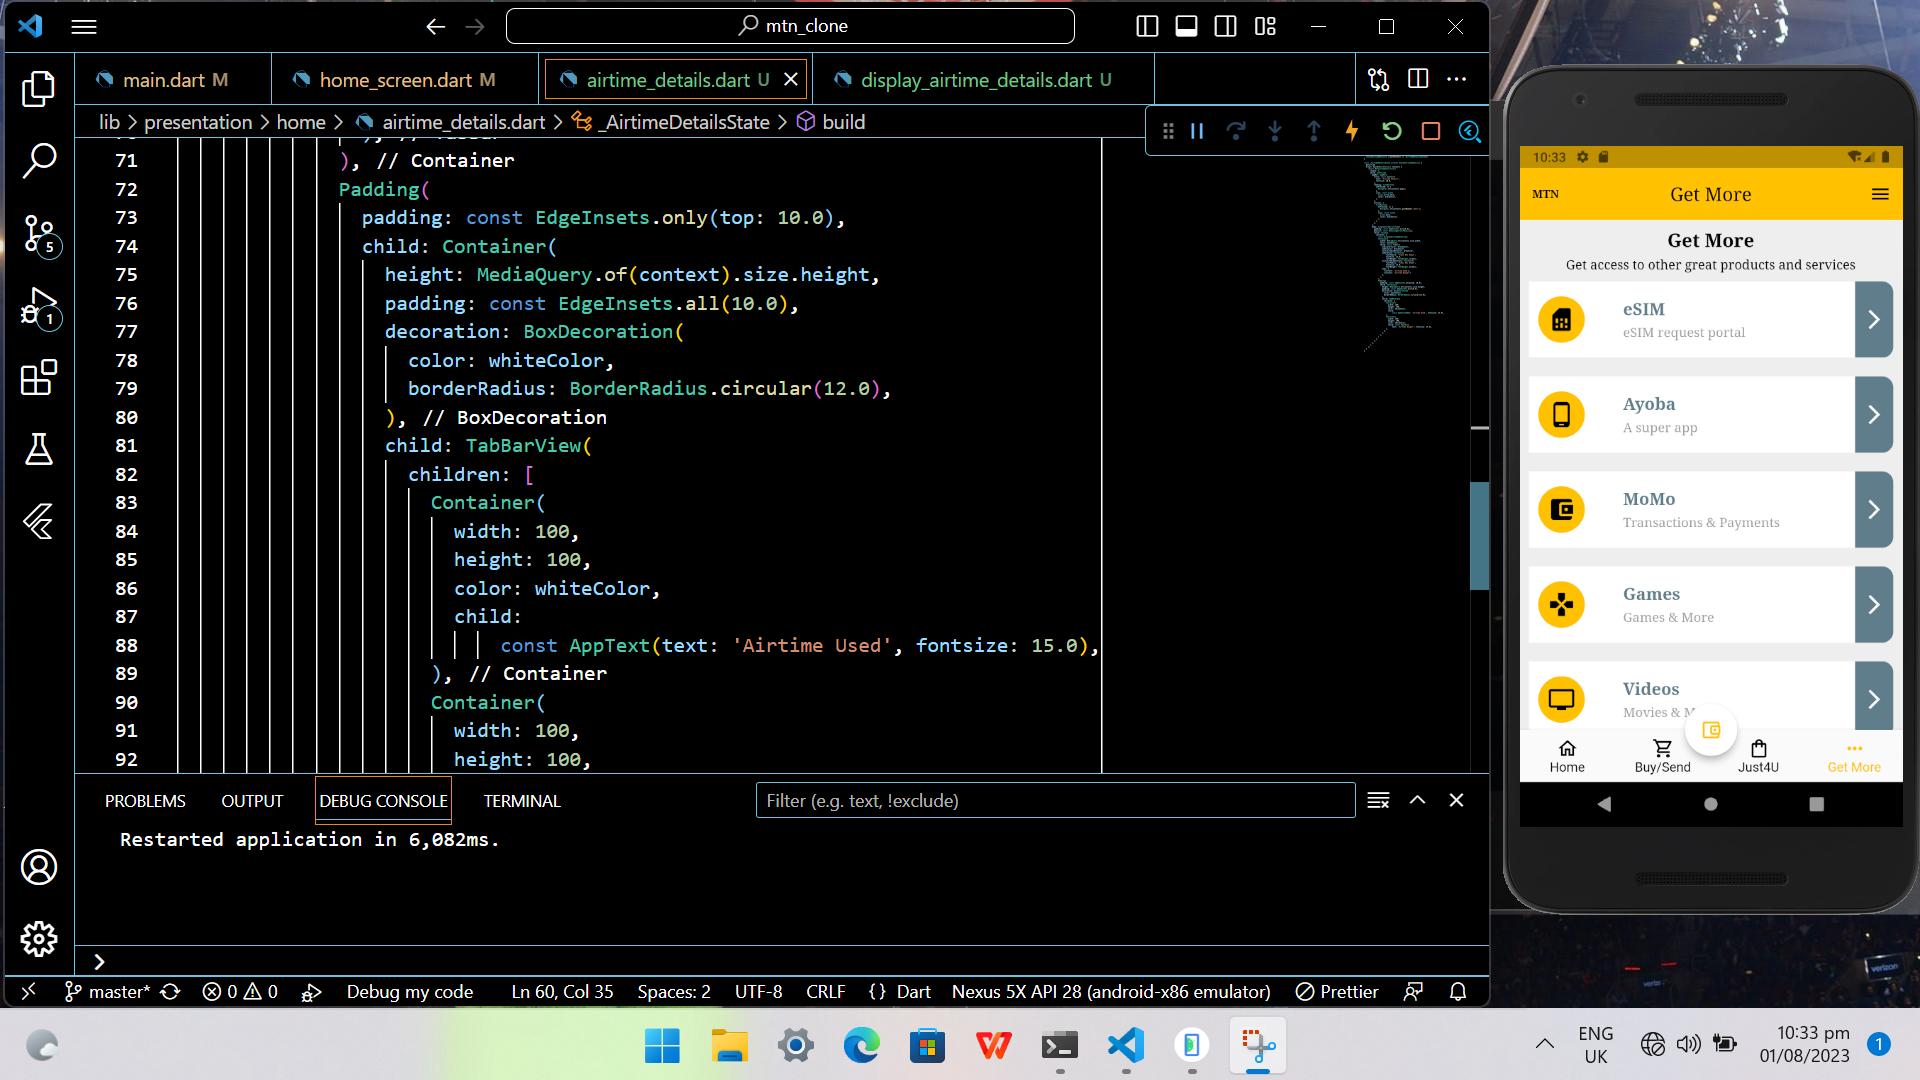 mtn_clone
main.dart M
home_screen.dart M
airtime_details.dart U
display_airtime_details.dart U
lib > presentation > home > airtime_details.dart > _AirtimeDetailsState > build
71 ), // Container
72 Padding(
73 padding: const EdgeInsets.only(top: 10.0),
74 child: Container(
75 height: MediaQuery.of(context).size.height,
76 padding: const EdgeInsets.all(10.0),
77 decoration: BoxDecoration(
78 color: whiteColor,
79 borderRadius: BorderRadius.circular(12.0),
80 ), // BoxDecoration
81 child: TabBarView(
82 children: [
83 Container(
84 width: 100,
85 height: 100,
86 color: whiteColor,
87 child:
88 const AppText(text: 'Airtime Used', fontsize: 15.0),
89 ), // Container
90 Container(
91 width: 100,
92 height: 100,
5
1
PROBLEMS OUTPUT DEBUG CONSOLE TERMINAL
Filter (e.g. text, !exclude)
Restarted application in 6,082ms.
master* 0 0 Debug my code Ln 60, Col 35 Spaces: 2 UTF-8 CRLF {} Dart Nexus 5X API 28 (android-x86 emulator) Prettier
10:33
MTN
Get More
Get More
Get access to other great products and services
eSIM
eSIM request portal
Ayoba
A super app
MoMo
Transactions & Payments
Games
Games & More
Videos
Movies & M
Home
Buy/Send
Just4U
Get More
verizon
ENG
UK
10:33 pm
01/08/2023
1